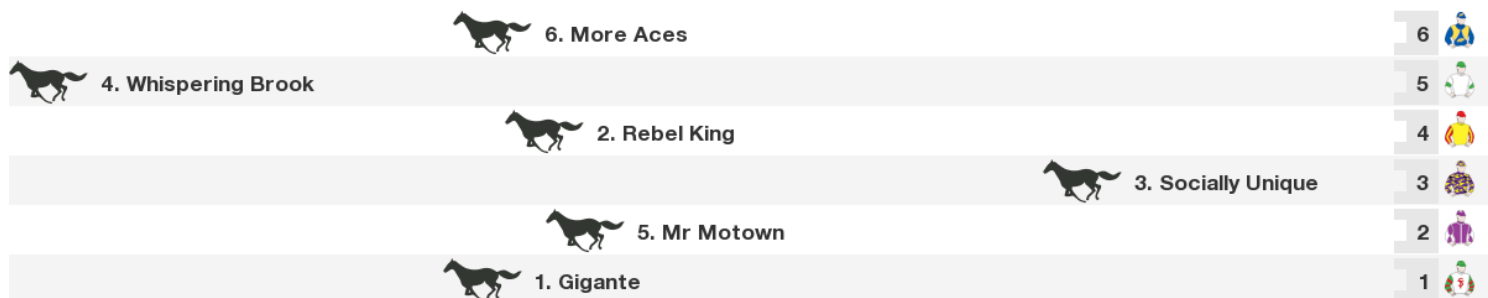 6. More Aces 6
4. Whispering Brook 5
2. Rebel King 4
3. Socially Unique 3
5. Mr Motown 2
1. Gigante 1